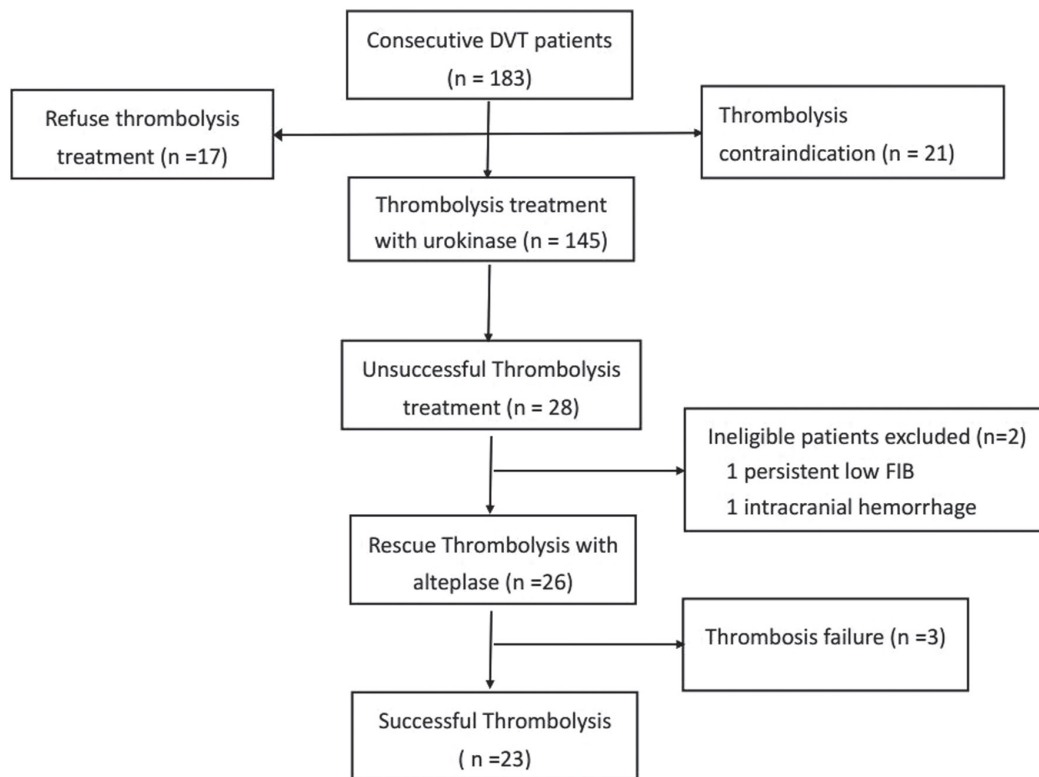 Consecutive DVT patients
(n = 183)
Refuse thrombolysis
treatment (n =17)
Thrombolysis
contraindication (n = 21)
Thrombolysis treatment
with urokinase (n = 145)
Unsuccessful Thrombolysis
treatment (n = 28)
Ineligible patients excluded (n=2)
1 persistent low FIB
1 intracranial hemorrhage
Rescue Thrombolysis with
alteplase (n =26)
Thrombosis failure (n =3)
Successful Thrombolysis
( n =23)